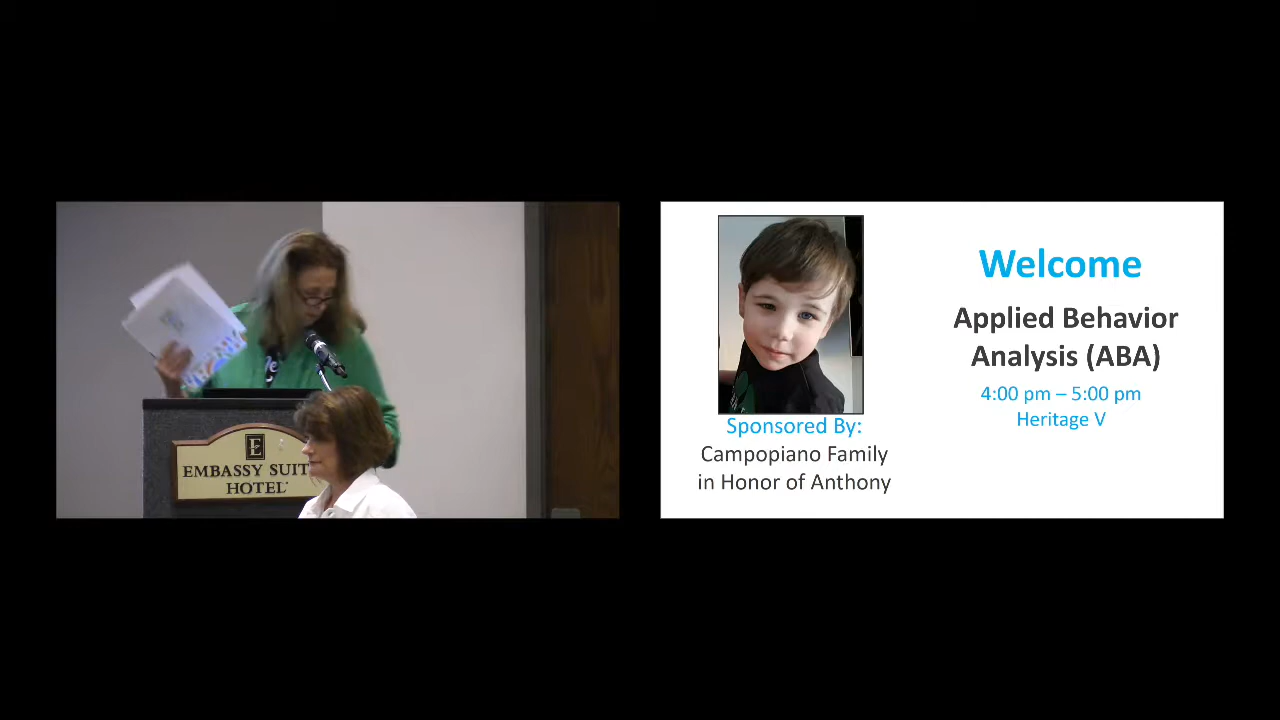 E
EMBASSY SUIT
HOTEL
Welcome
Applied Behavior
Analysis (ABA)
4:00 pm – 5:00 pm
Heritage V
Sponsored By:
Campopiano Family
in Honor of Anthony